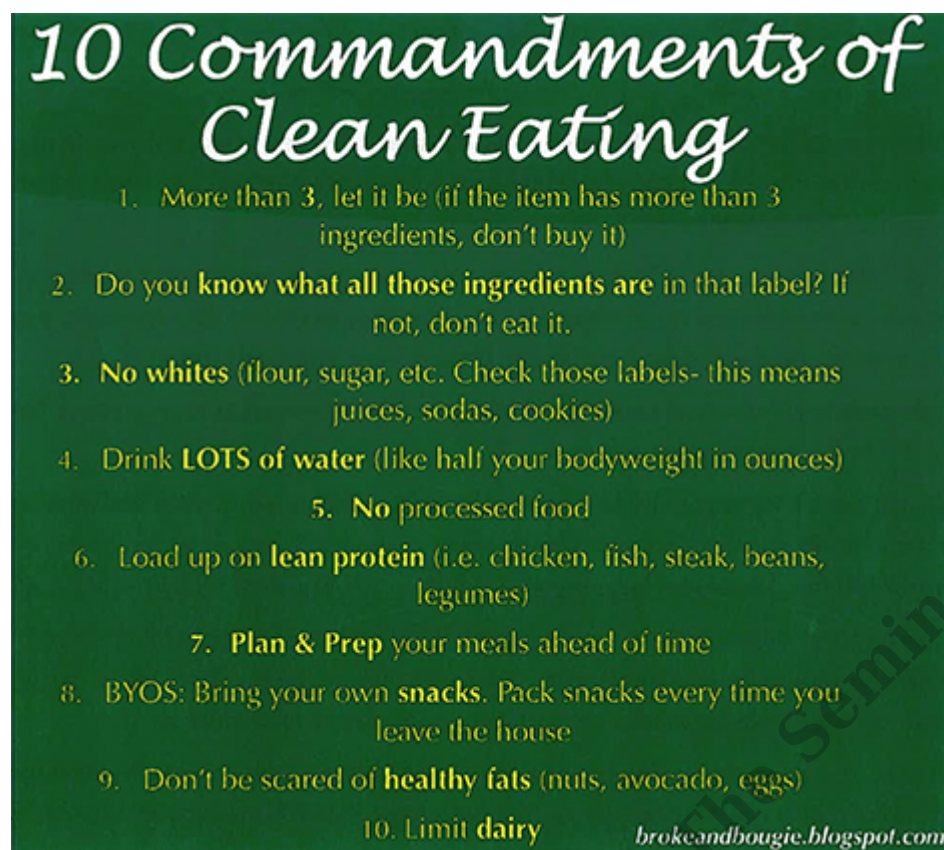 10 Commandments of
Clean Eating
1. More than 3, let it be (if the item has more than 3
ingredients, don't buy it)
2. Do you know what all those ingredients are in that label? If
not, don't eat it.
3. No whites (flour, sugar, etc. Check those labels- this means
juices, sodas, cookies)
4. Drink LOTS of water (like half your bodyweight in ounces)
5. No processed food
6. Load up on lean protein (i.e. chicken, fish, steak, beans,
legumes)
7. Plan & Prep your meals ahead of time
8. BYOS: Bring your own snacks. Pack snacks every time you
leave the house
9. Don't be scared of healthy fats (nuts, avocado, eggs)
10. Limit dairy
brokeandbougie.blogspot.com
The Semin